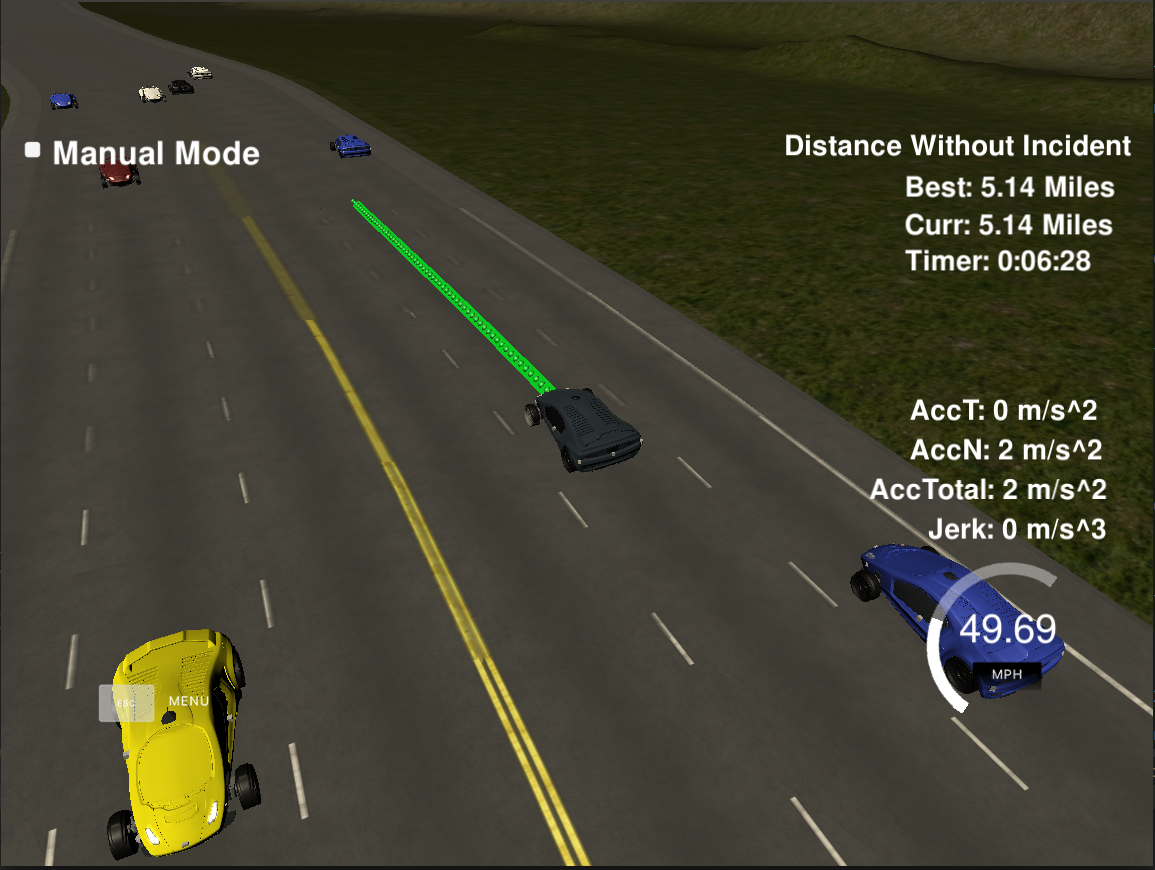 Manual Mode
Distance Without Incident
Best: 5.14 Miles
Curr: 5.14 Miles
Timer: 0:06:28
AccT: 0 m/s^2
AccN: 2 m/s^2
AccTotal: 2 m/s^2
Jerk: 0 m/s^3
49.69
MPH
ESC MENU